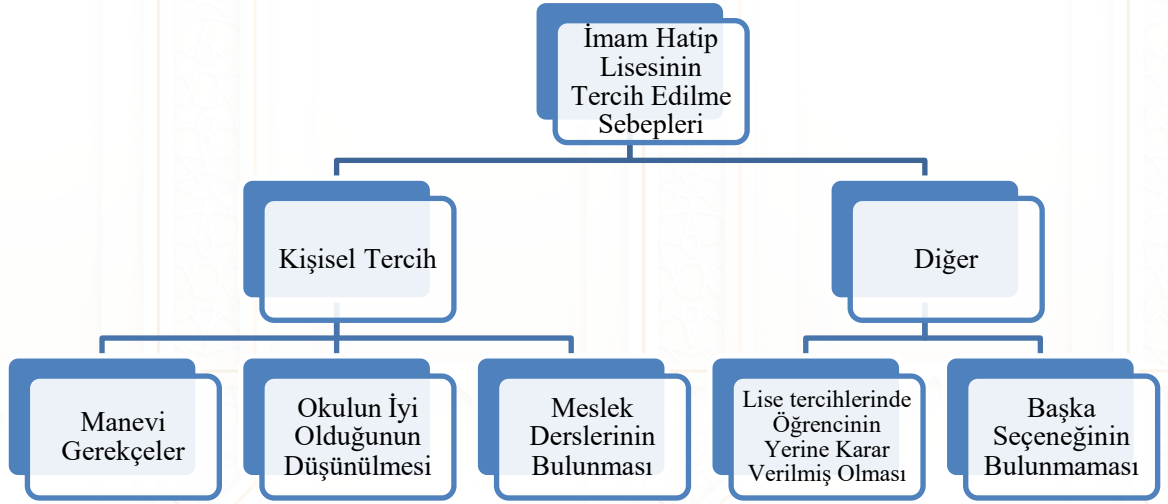 İmam Hatip
Lisesinin
Tercih Edilme
Sebepleri
Kişisel Tercih
Diğer
Manevi
Gerekçeler
Okulun İyi
Olduğunun
Düşünülmesi
Meslek
Derslerinin
Bulunması
Lise tercihlerinde
Öğrencinin
Yerine Karar
Verilmiş Olması
Başka
Seçeneğinin
Bulunmaması